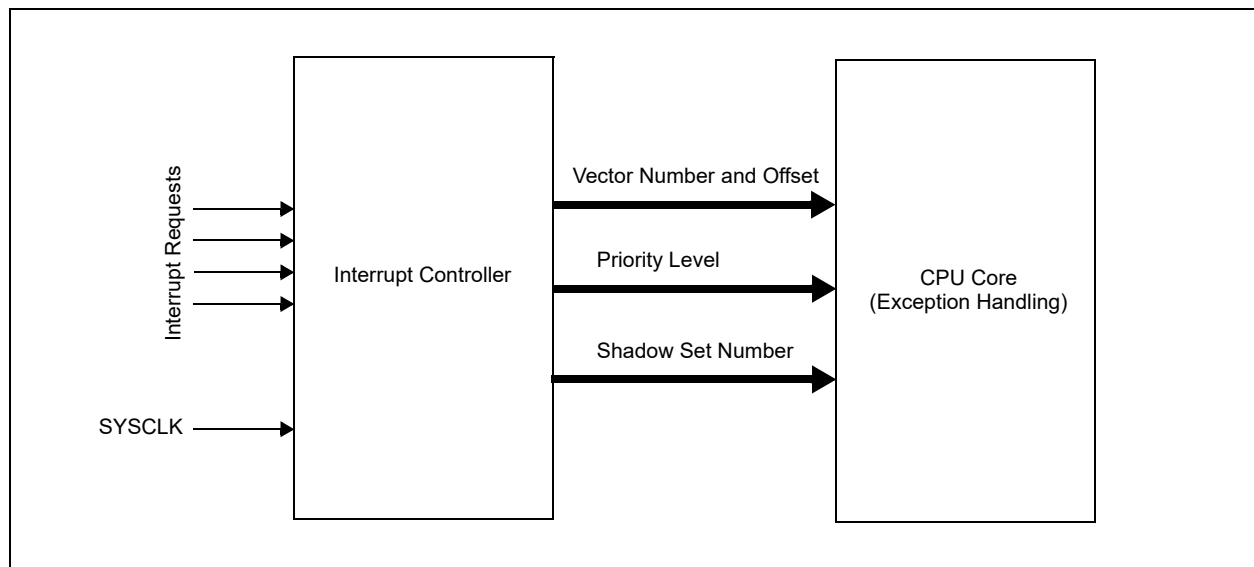 Interrupt Requests
SYSCLK
Interrupt Controller
Vector Number and Offset
Priority Level
Shadow Set Number
CPU Core
(Exception Handling)